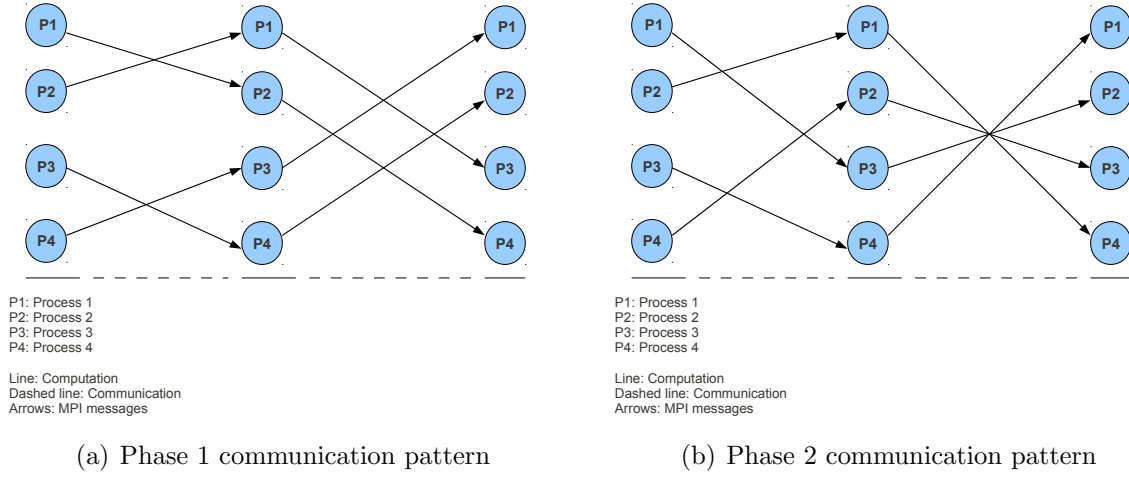 P1 P1 P1
P2 P2 P2
P3 P3 P3
P4 P4 P4
P1: Process 1
P2: Process 2
P3: Process 3
P4: Process 4
Line: Computation
Dashed line: Communication
Arrows: MPI messages
(a) Phase 1 communication pattern
P1 P1 P1
P2 P2 P2
P3 P3 P3
P4 P4 P4
P1: Process 1
P2: Process 2
P3: Process 3
P4: Process 4
Line: Computation
Dashed line: Communication
Arrows: MPI messages
(b) Phase 2 communication pattern